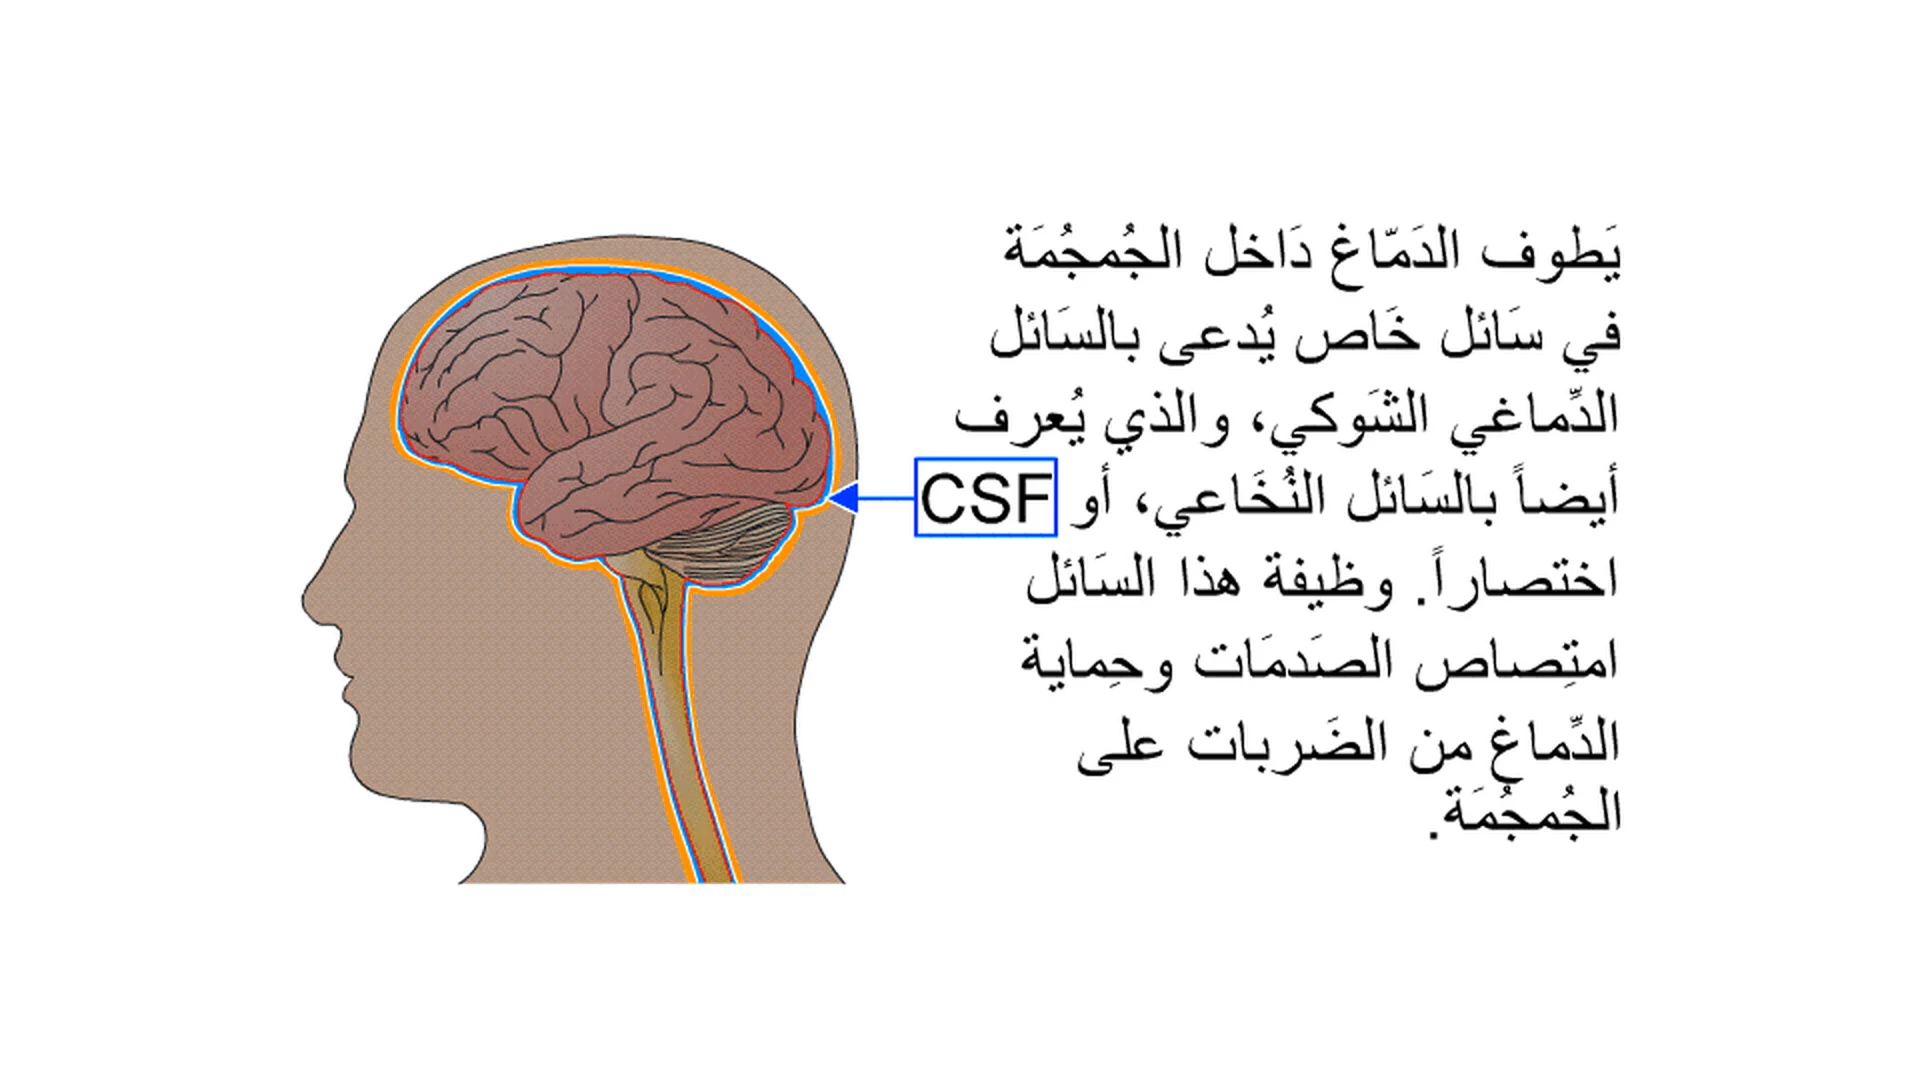 يَطوف الدَمّاغ دَاخل الجُمجُمَة
في سَائل خَاص يُدعى بالسَائل
الدِّماغي الشَوكي، والذي يُعرف
أيضاً بالسَائل النُخَاعي، أو CSF
اختصاراً. وظيفة هذا السَائل
امتِصاص الصَدمَات وحِماية
الدِّماغ من الضَربات على
الجُمجُمَة.